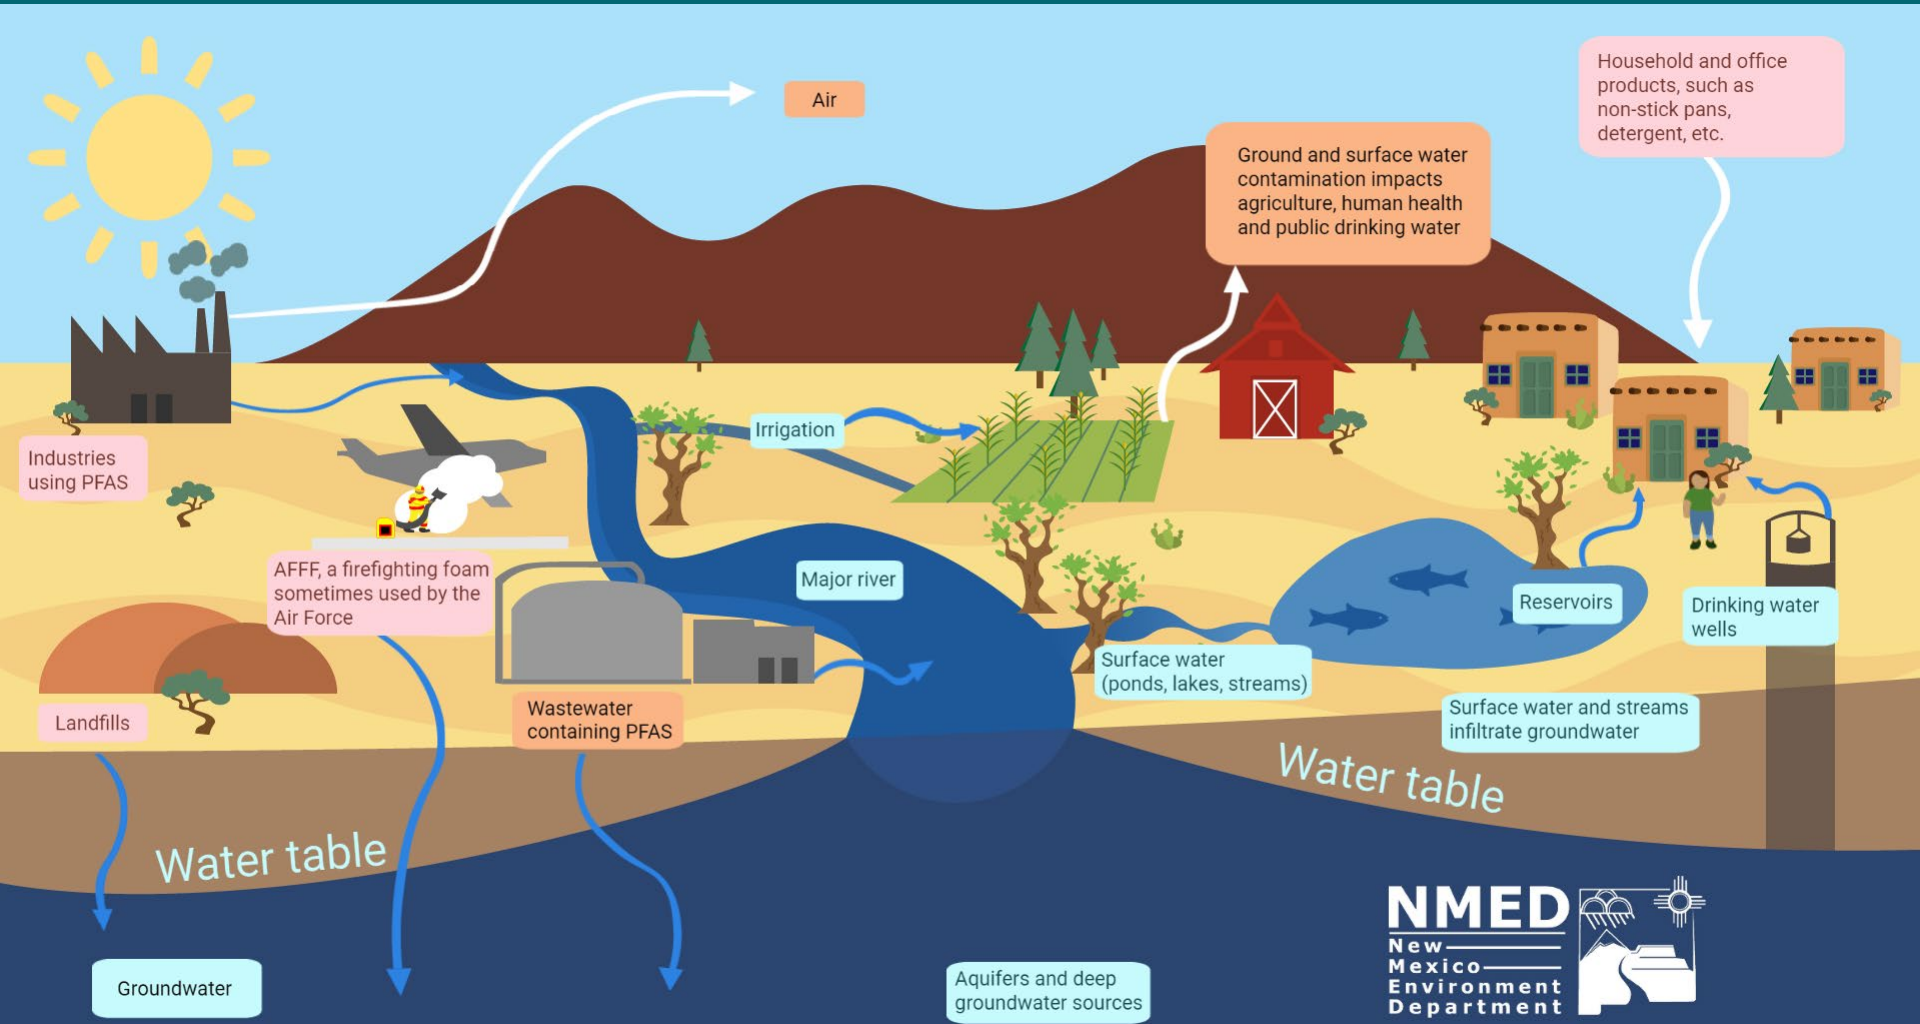 Air
Household and office
products, such as
non-stick pans,
detergent, etc.
Ground and surface water
contamination impacts
agriculture, human health
and public drinking water
Irrigation
Industries
using PFAS
AFFF, a firefighting foam
sometimes used by the
Air Force
Major river
Reservoirs
Drinking water
wells
Surface water
(ponds, lakes, streams)
Landfills
Wastewater
containing PFAS
Surface water and streams
infiltrate groundwater
Water table
Water table
Groundwater
Aquifers and deep
groundwater sources
NMED
New
Mexico
Environment
Department